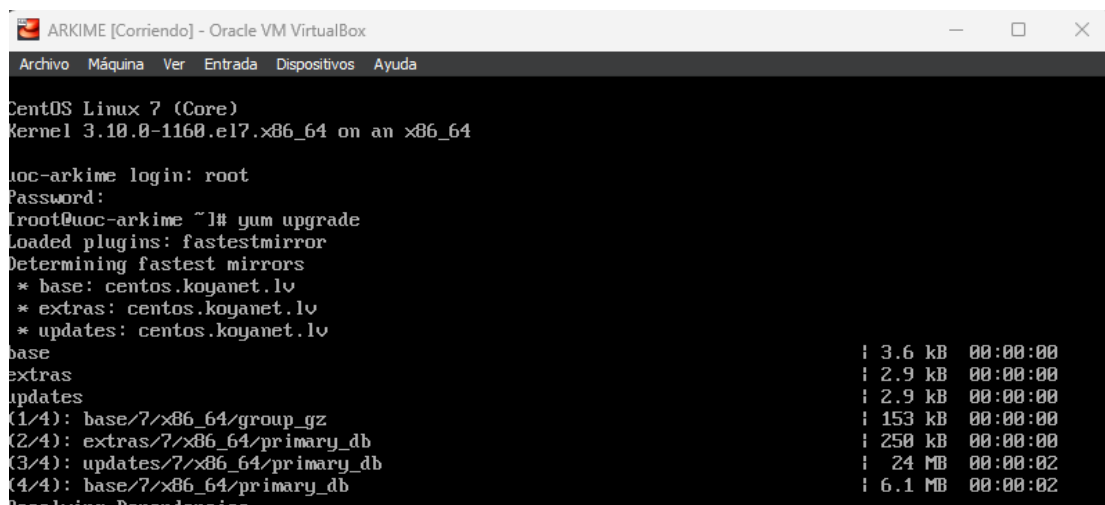 ARKIME [Corriendo] - Oracle VM VirtualBox
Archivo Máquina Ver Entrada Dispositivos Ayuda
CentOS Linux 7 (Core)
Kernel 3.10.0-1160.el7.x86_64 on an x86_64
uoc-arkime login: root
Password:
[root@uoc-arkime ~]# yum upgrade
Loaded plugins: fastestmirror
Determining fastest mirrors
* base: centos.koyanet.lv
* extras: centos.koyanet.lv
* updates: centos.koyanet.lv
base | 3.6 kB 00:00:00
extras | 2.9 kB 00:00:00
updates | 2.9 kB 00:00:00
(1/4): base/7/x86_64/group_gz | 153 kB 00:00:00
(2/4): extras/7/x86_64/primary_db | 250 kB 00:00:00
(3/4): updates/7/x86_64/primary_db | 24 MB 00:00:02
(4/4): base/7/x86_64/primary_db | 6.1 MB 00:00:02
Resolving Dependencies